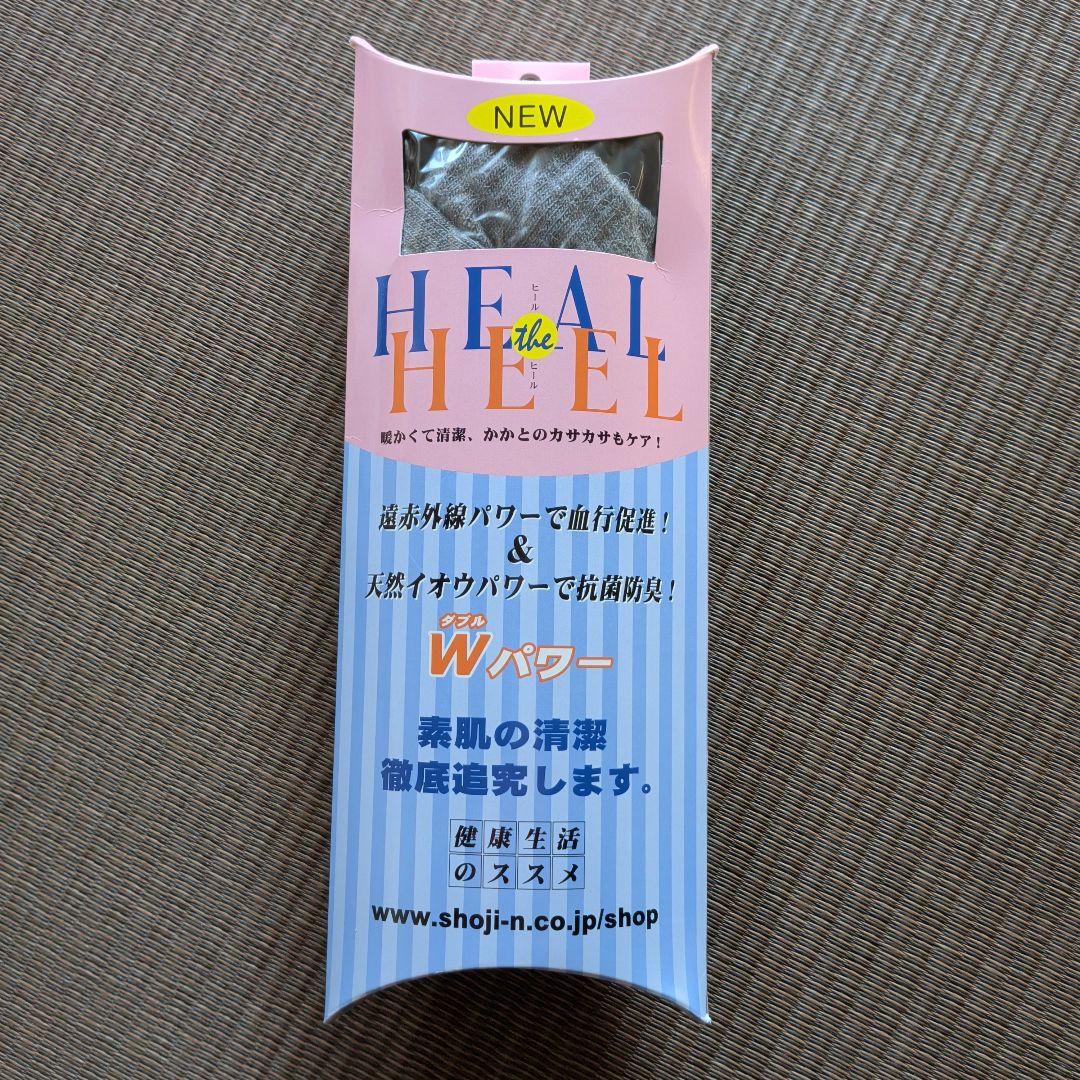 NEW
HEAL
ヒール
the
HEEL
ヒール
暖かくて清潔、かかとのカサカサもケア!
遠赤外線パワーで血行促進!
&
天然イオウパワーで抗菌防臭!
ダブル
Wパワー
素肌の清潔
徹底追究します。
健康生活
のススメ
www.shoji-n.co.jp/shop